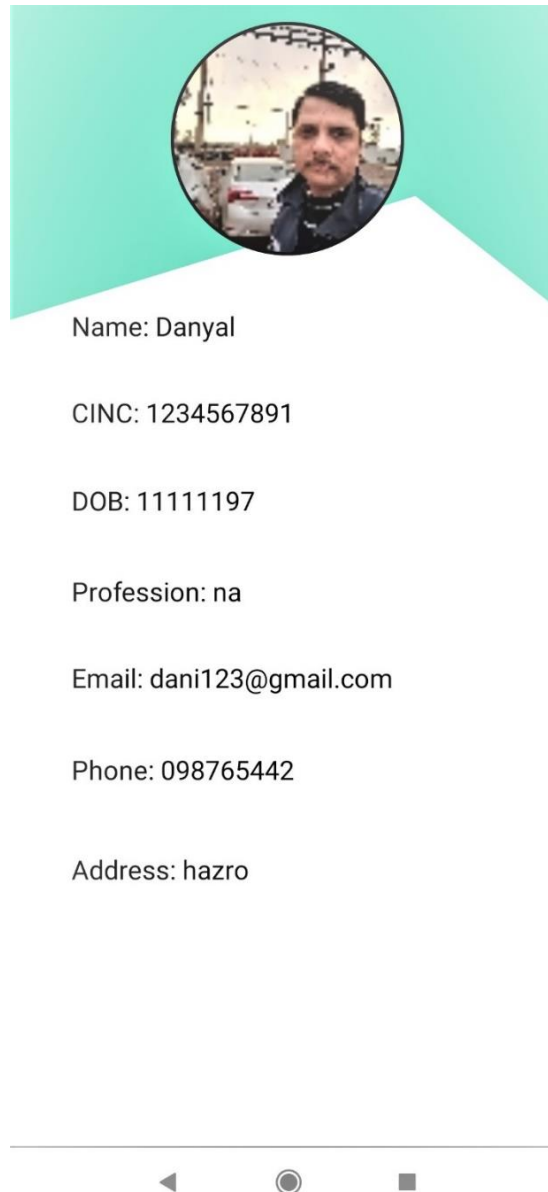 Name: Danyal
CINC: 1234567891
DOB: 11111197
Profession: na
Email: dani123@gmail.com
Phone: 098765442
Address: hazro